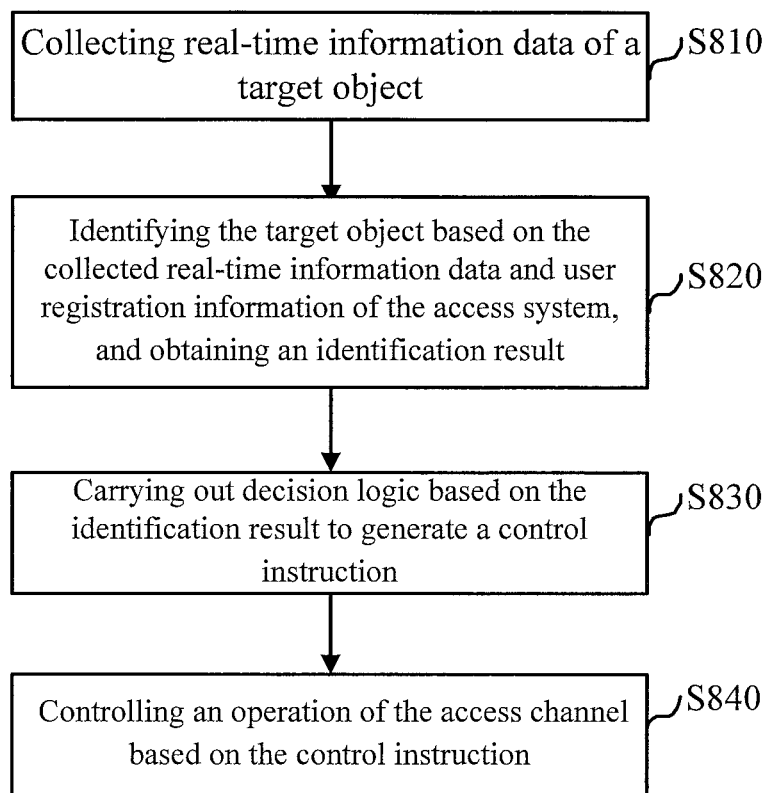 Collecting real-time information data of a
target object
S810
Identifying the target object based on the
collected real-time information data and user
registration information of the access system,
and obtaining an identification result
S820
Carrying out decision logic based on the
identification result to generate a control
instruction
S830
Controlling an operation of the access channel
based on the control instruction
S840